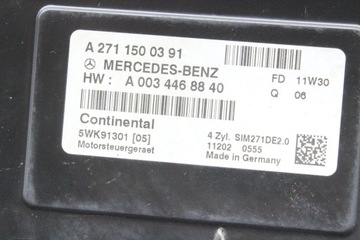 A 271 150 03 91
MERCEDES-BENZ
FD 11W30
HW: A 003 446 88 40
Q 06
Continental
5WK91301 [05]
4 Zyl. SIM271DE2.0
Motorsteuergeraet
11202 0555
Made in Germany